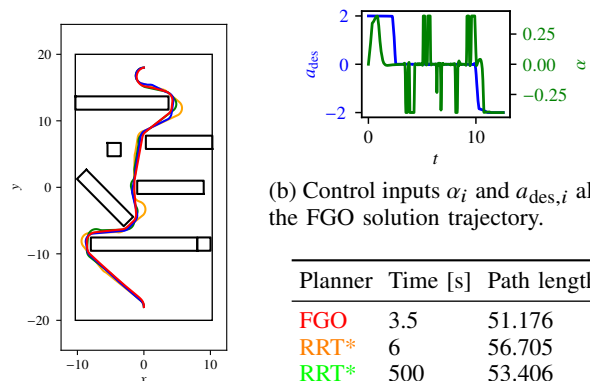 20
10
0
−10
−20
y
−10
0
10
x
2
0
−2
a_des
0.25
0.00
−0.25
α
0
10
t
(b) Control inputs α_i and a_des,i
the FGO solution trajectory.
Planner Time [s] Path length
FGO 3.5 51.176
RRT* 6 56.705
RRT* 500 53.406